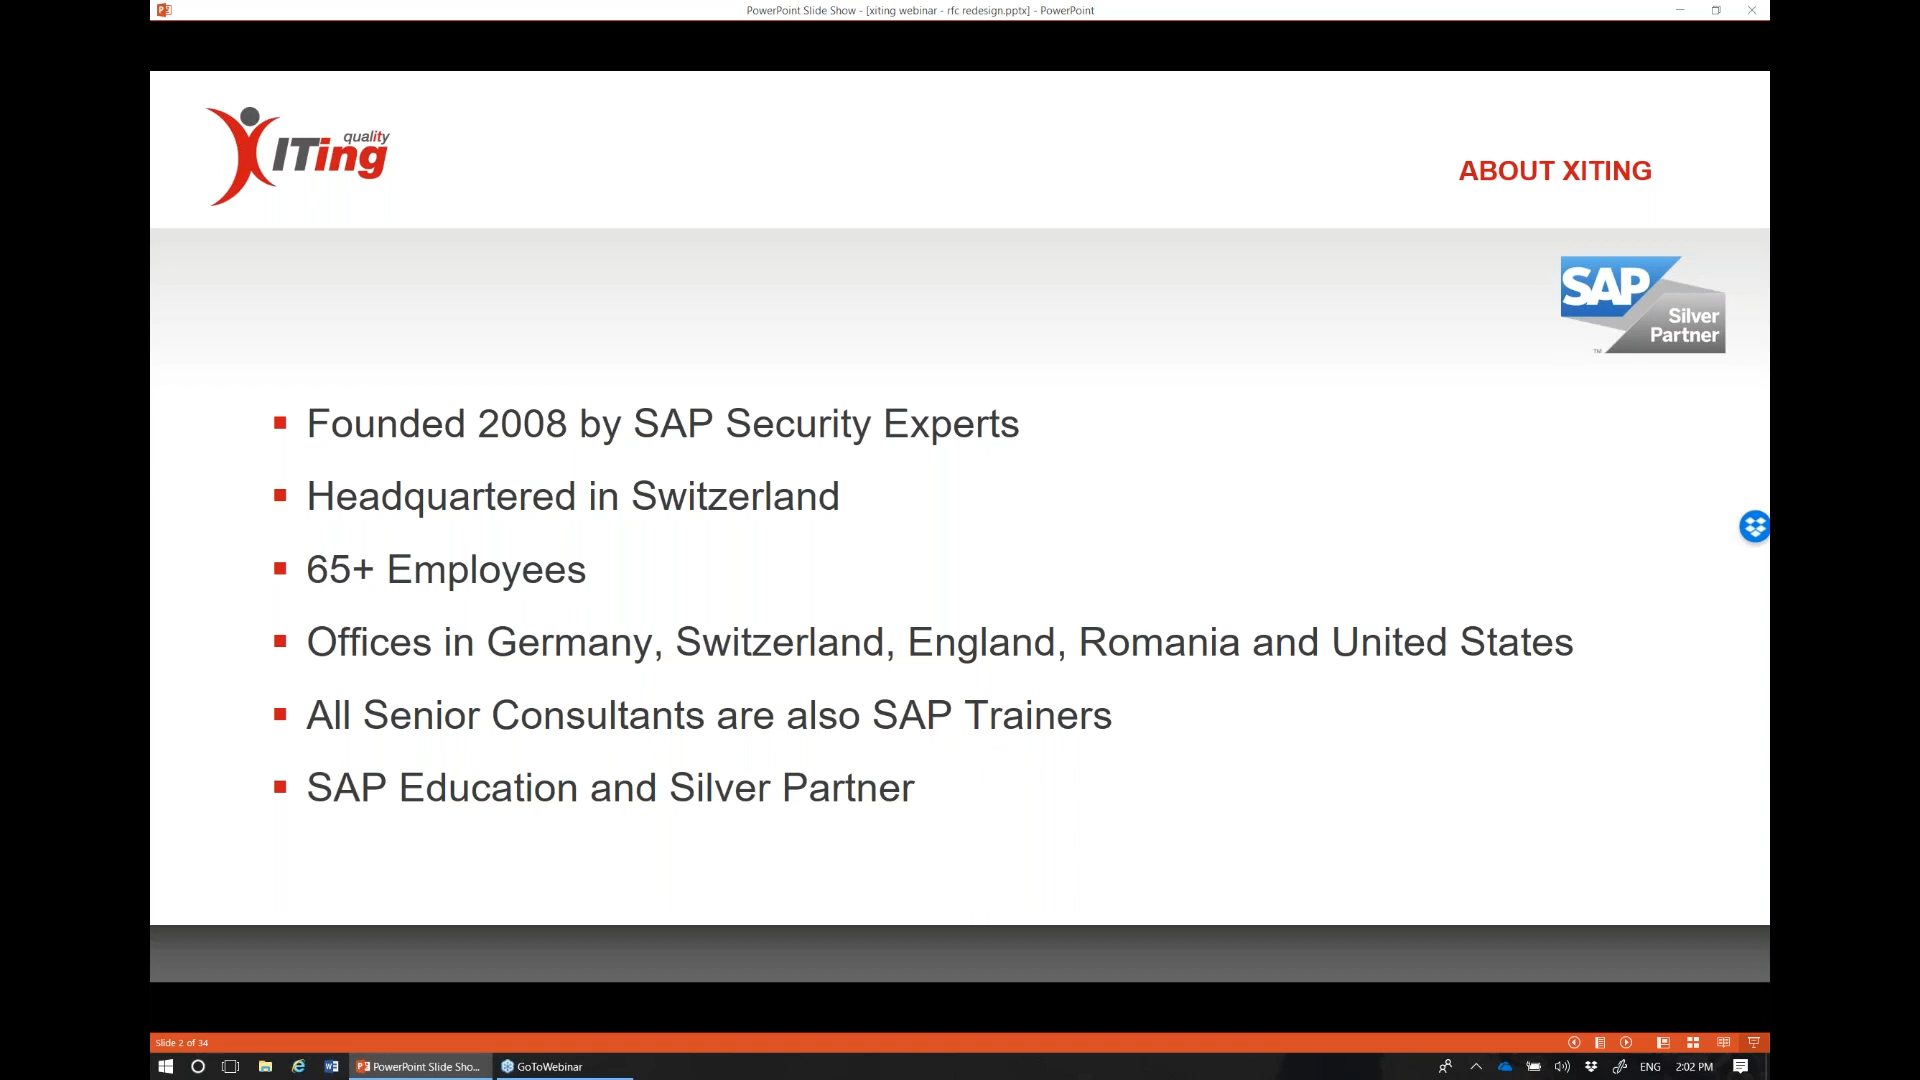 PowerPoint Slide Show - [xiting webinar - rfc redesign.pptx] - PowerPoint
quality
XITing
ABOUT XITING
SAP
Silver
Partner
TM
Founded 2008 by SAP Security Experts
Headquartered in Switzerland
65+ Employees
Offices in Germany, Switzerland, England, Romania and United States
All Senior Consultants are also SAP Trainers
SAP Education and Silver Partner
Slide 2 of 34
PowerPoint Slide Sho...
GoToWebinar
ENG
2:02 PM